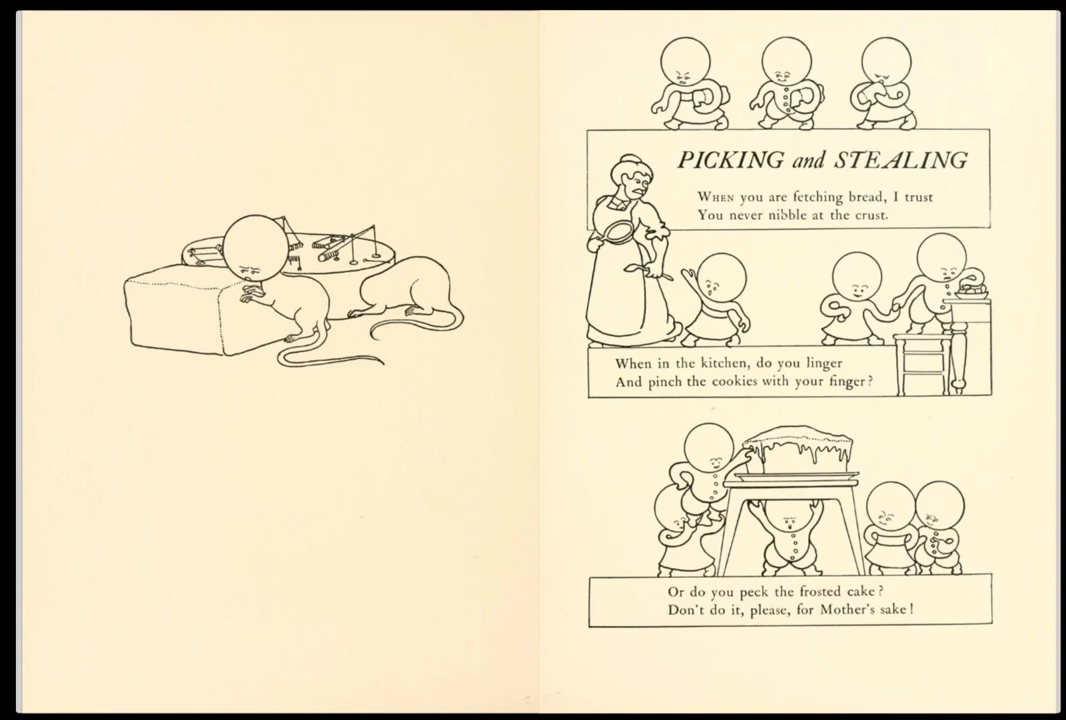 PICKING and STEALING
WHEN you are fetching bread, I trust
You never nibble at the crust.
When in the kitchen, do you linger
And pinch the cookies with your finger?
Or do you peck the frosted cake?
Don't do it, please, for Mother's sake!